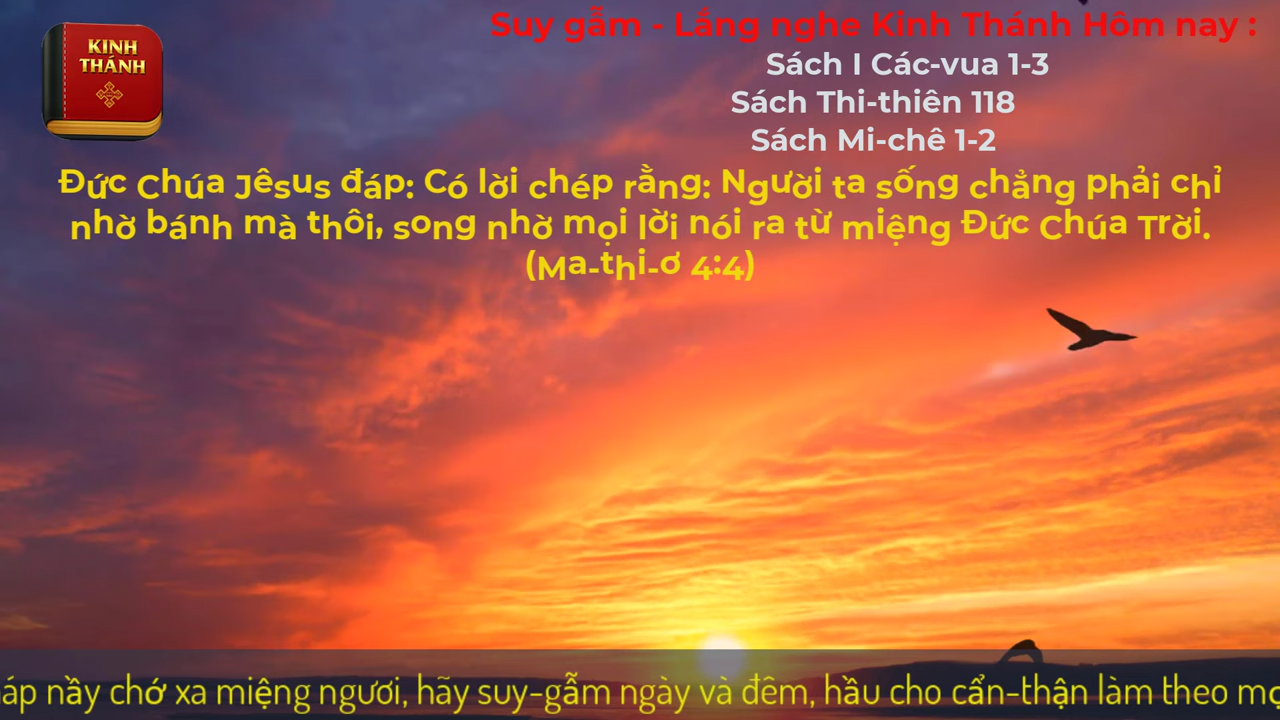 KINH
THÁNH
Suy gẫm - Lắng nghe Kinh Thánh Hôm nay :
Sách I Các-vua 1-3
Sách Thi-thiên 118
Sách Mi-chê 1-2
Đức Chúa Jêsus đáp: Có lời chép rằng: Người ta sống chẳng phải chỉ
nhờ bánh mà thôi, song nhờ mọi lời nói ra từ miệng Đức Chúa Trời.
(Ma-thi-ơ 4:4)
nầy chớ xa miệng ngươi, hãy suy-gẫm ngày và đêm, hầu cho cẩn-thận làm theo